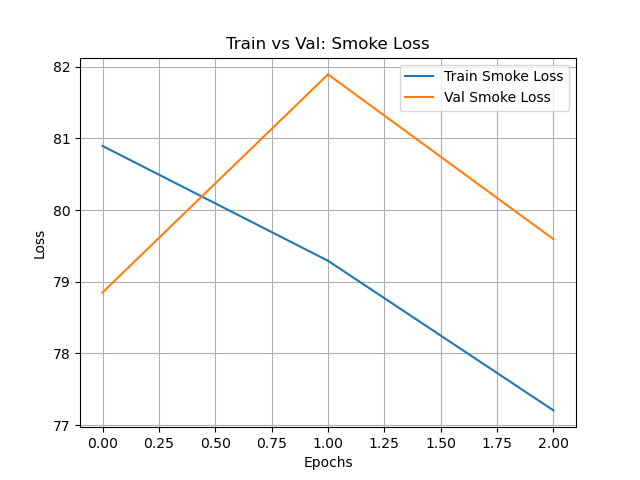 Train vs Val: Smoke Loss
Train Smoke Loss
Val Smoke Loss
82
81
80
79
78
77
Loss
0.00 0.25 0.50 0.75 1.00 1.25 1.50 1.75 2.00
Epochs